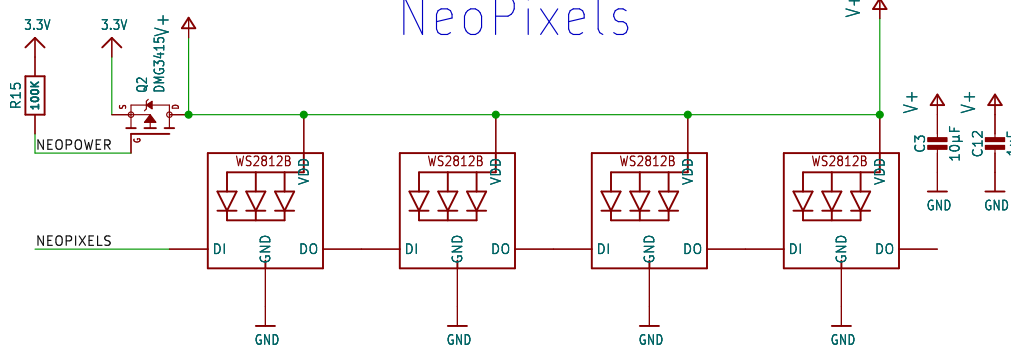 NeoPixels
3.3V
3.3V
V+
V+
R15
100K
Q2
DMG3415
S
D
G
NEOPOWER
V+
C3
10µF
GND
V+
C12
GND
WS2812B
VDD
DI
GND
DO
GND
WS2812B
VDD
DI
GND
DO
GND
WS2812B
VDD
DI
GND
DO
GND
WS2812B
VDD
DI
GND
DO
GND
NEOPIXELS